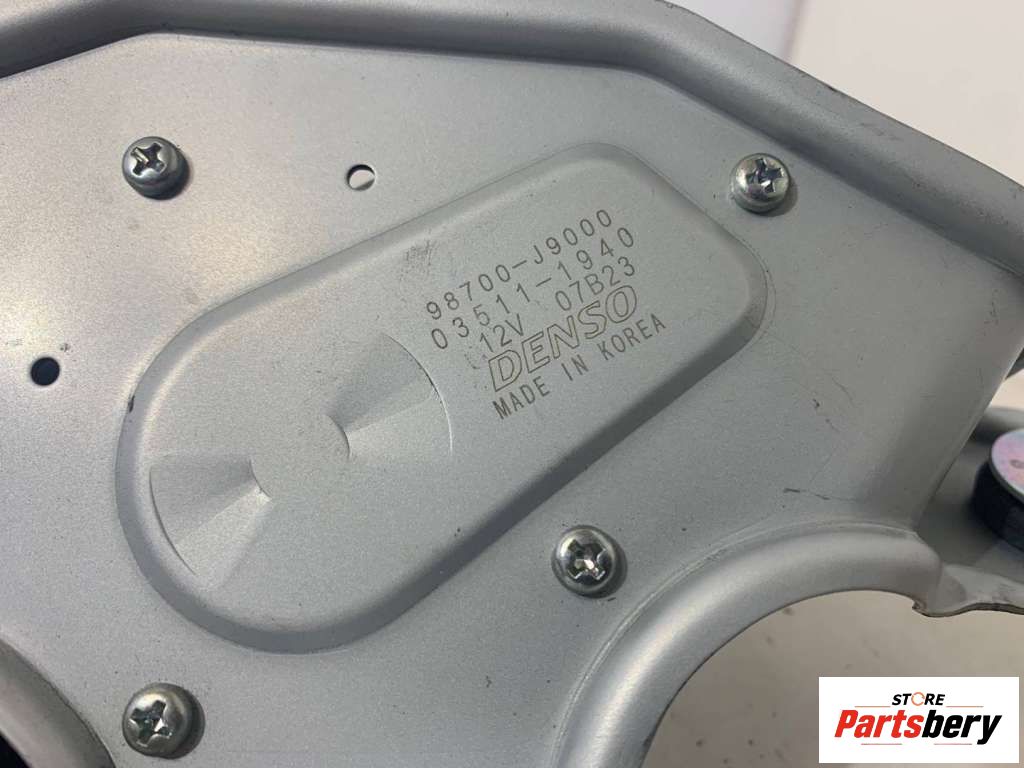 98700-J9000
03511-1940
12V 07B23
DENSO
MADE IN KOREA
STORE
Partsbery